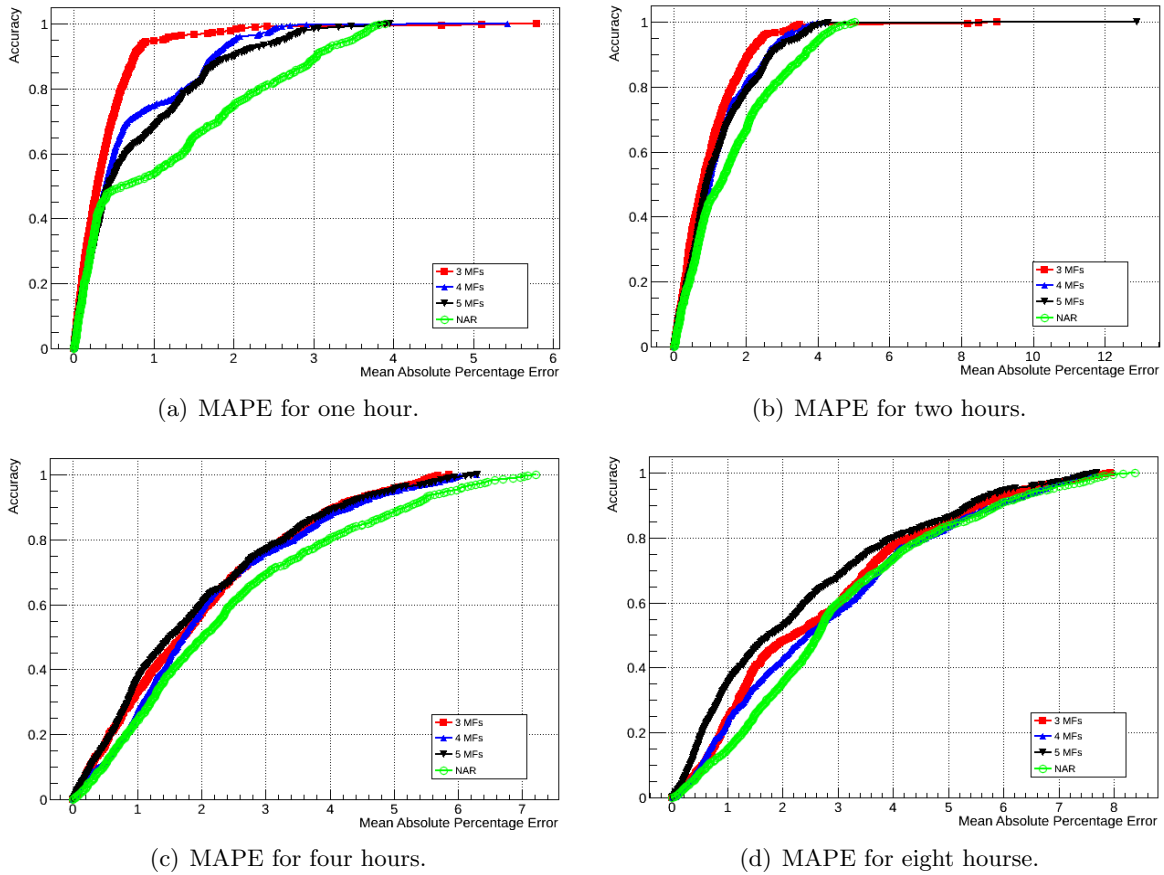 Accuracy
1
0.8
0.6
0.4
0.2
0
3 MFs
4 MFs
5 MFs
NAR
0 1 2 3 4 5 6
Mean Absolute Percentage Error
(a) MAPE for one hour.
Accuracy
1
0.8
0.6
0.4
0.2
0
3 MFs
4 MFs
5 MFs
NAR
0 2 4 6 8 10 12
Mean Absolute Percentage Error
(b) MAPE for two hours.
Accuracy
1
0.8
0.6
0.4
0.2
0
3 MFs
4 MFs
5 MFs
NAR
0 1 2 3 4 5 6 7
Mean Absolute Percentage Error
(c) MAPE for four hours.
Accuracy
1
0.8
0.6
0.4
0.2
0
3 MFs
4 MFs
5 MFs
NAR
0 1 2 3 4 5 6 7 8
Mean Absolute Percentage Error
(d) MAPE for eight hourse.